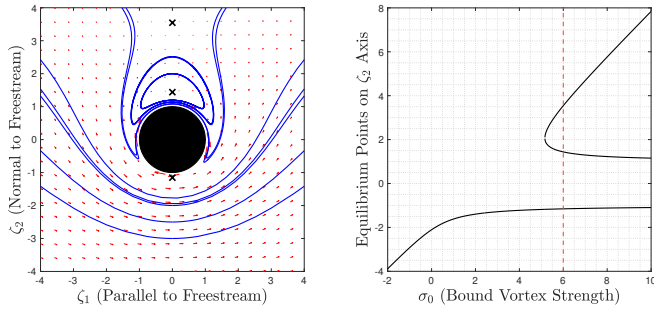 4
3
2
1
0
-1
-2
-3
-4
-4 -3 -2 -1 0 1 2 3 4
ζ2 (Normal to Freestream)
ζ1 (Parallel to Freestream)
8
6
4
2
0
-2
-4
-2 0 2 4 6 8 10
Equilibrium Points on ζ2 Axis
σ0 (Bound Vortex Strength)